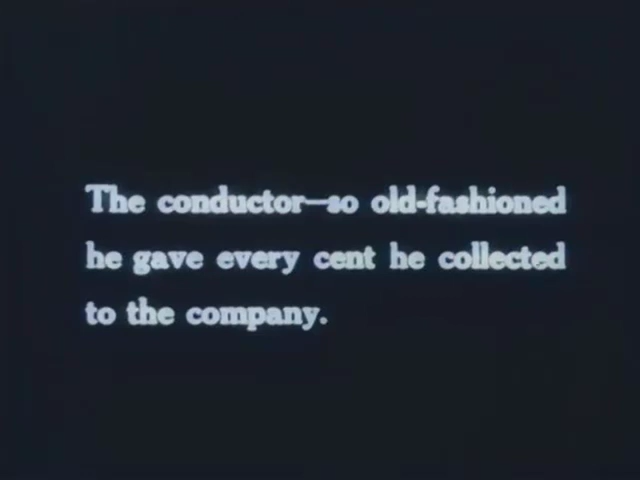 The conductor—so old-fashioned
he gave every cent he collected
to the company.